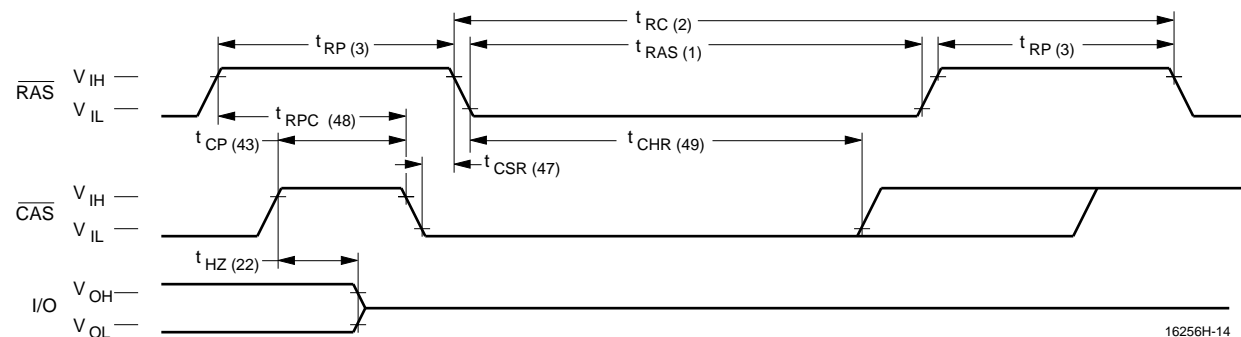 t RC (2)
t RP (3)
t RAS (1)
t RP (3)
RAS
V IH
V IL
t RPC (48)
t CP (43)
t CHR (49)
t CSR (47)
CAS
V IH
V IL
t HZ (22)
I/O
V OH
V OL
16256H-14